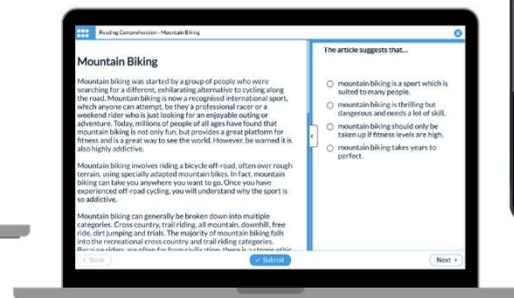 Reading Comprehension - Mountain Biking
Mountain Biking
Mountain biking was started by a group of people who were
searching for a different, exhilarating alternative to cycling along
the road. Mountain Biking is now a recognised international sport,
which anyone can attempt, be they a professional racer or a
weekend rider who is just looking for an enjoyable outing or
adventure. Today, millions of people of all ages have found that
mountain biking is not only fun, but provides a great platform for
fitness and is a great way to see the world. However, be warned it is
also highly addictive.
Mountain biking involves riding a bicycle off-road, often over rough
terrain, using specially adapted mountain bikes. In fact, mountain
biking can take you anywhere you want to go. Once you have
experienced off-road cycling, you will understand why the sport is
so addictive.
Mountain biking can generally be broken down into multiple
categories. Cross country, trail riding, all mountain, downhill, free
ride, dirt jumping and trials. The majority of mountain biking falls
into the recreational cross country and trail riding categories.
The article suggests that...
mountain biking is a sport which is
suited to many people.
mountain biking is thrilling but
dangerous and needs a lot of skill.
mountain biking should only be
taken up if fitness levels are high.
mountain biking takes years to
perfect.
Back
Submit
Next